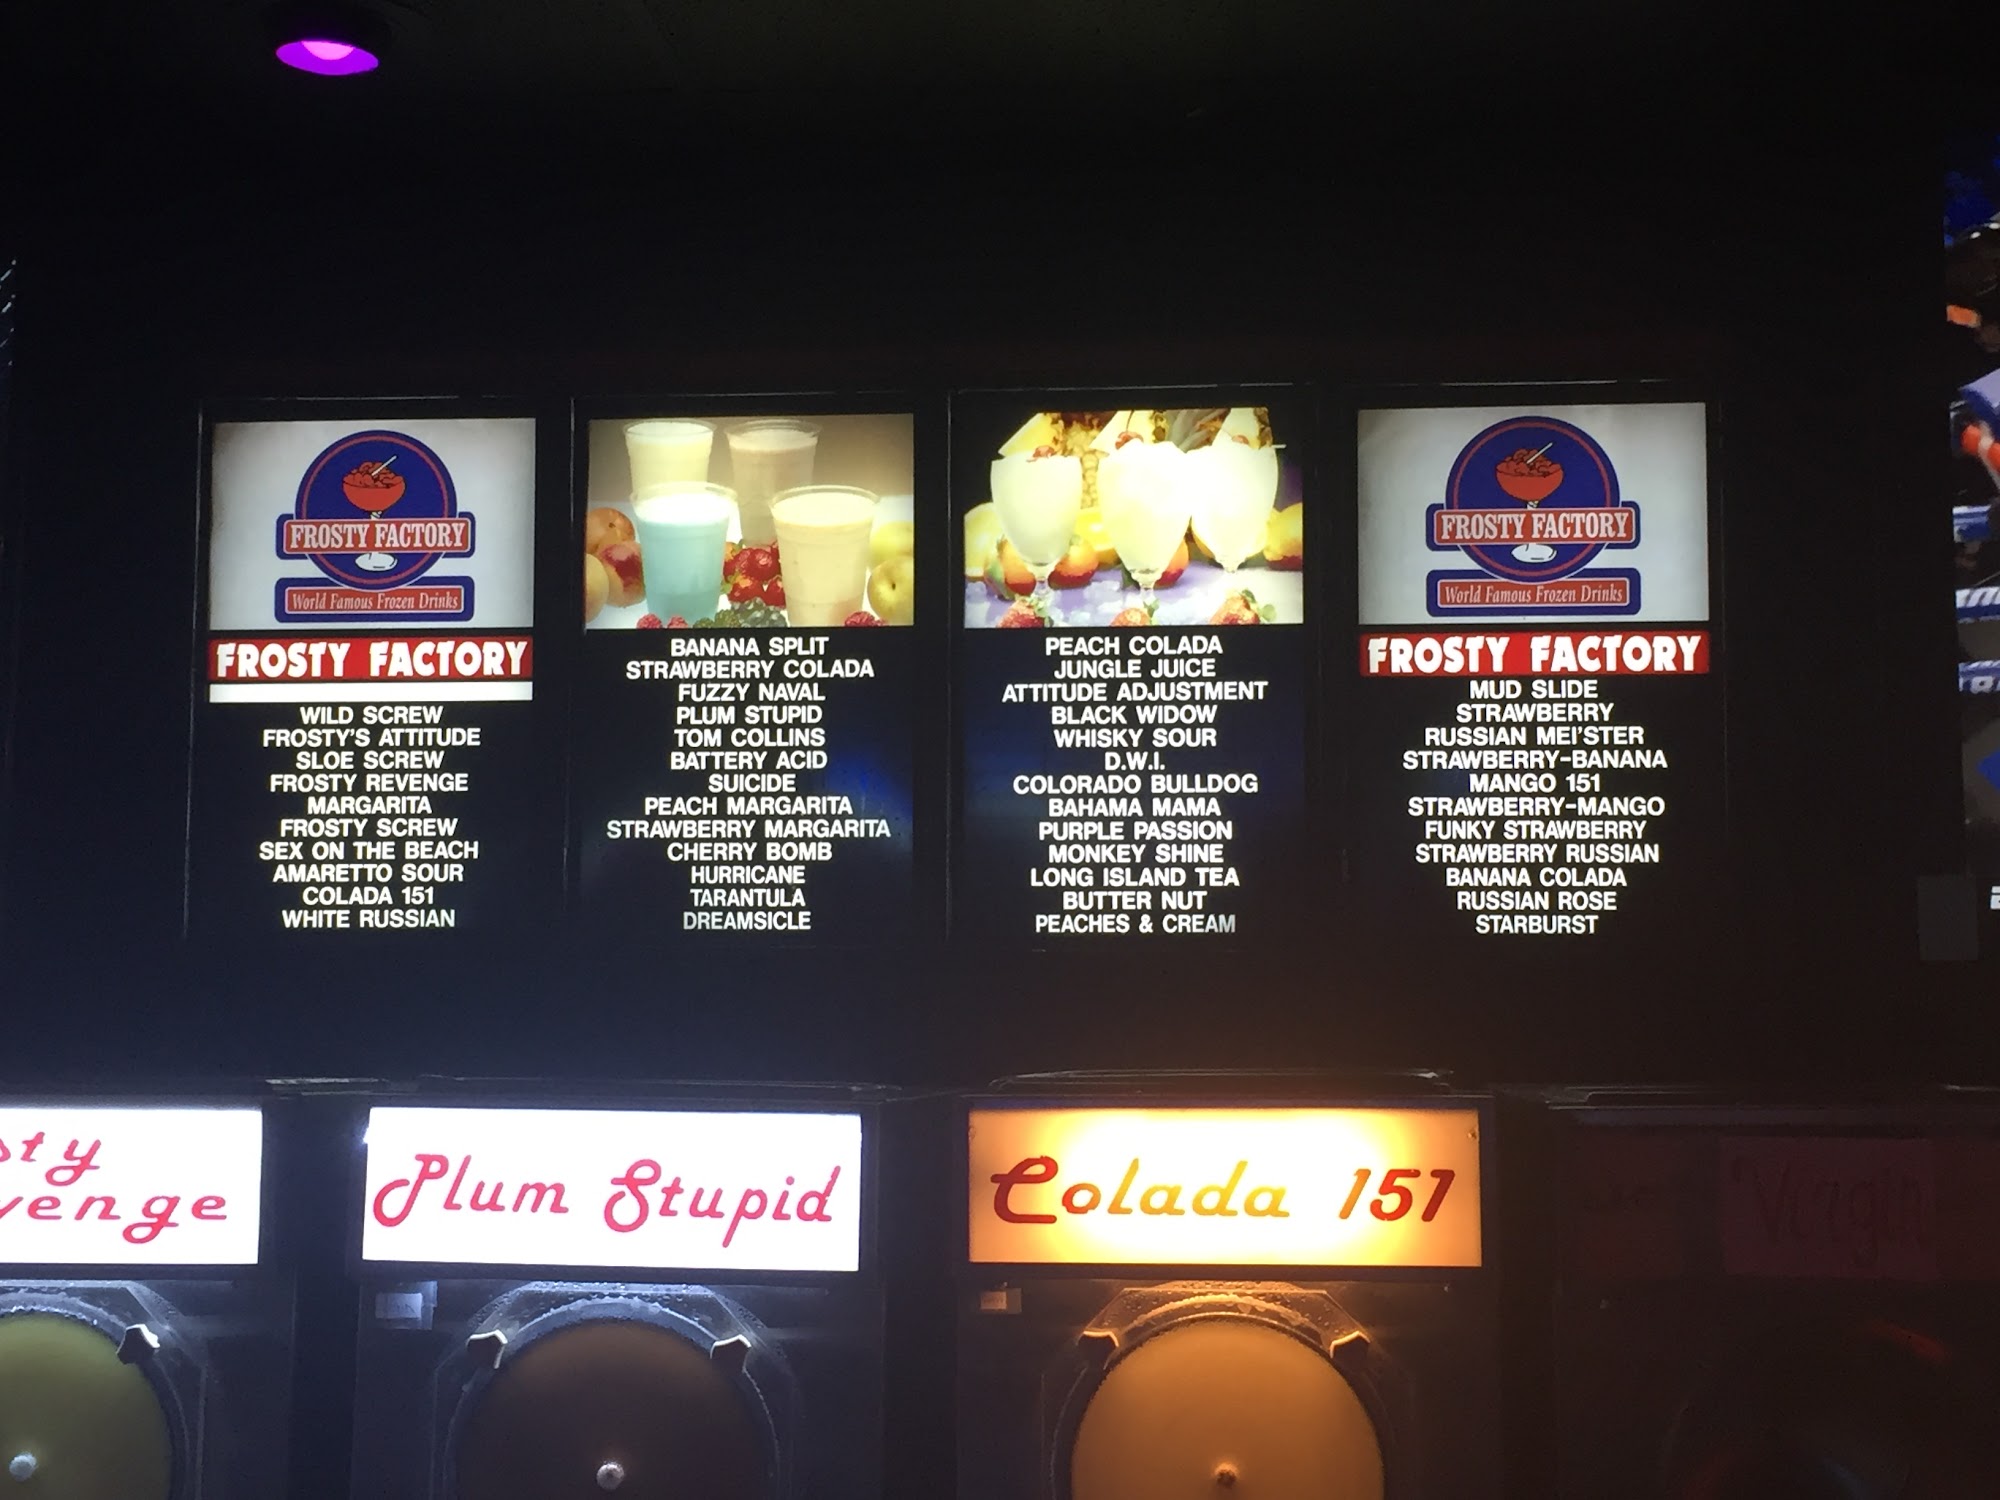 FROSTY FACTORY
World Famous Frozen Drinks
FROSTY FACTORY
WILD SCREW
FROSTY'S ATTITUDE
SLOE SCREW
FROSTY REVENGE
MARGARITA
FROSTY SCREW
SEX ON THE BEACH
AMARETTO SOUR
COLADA 151
WHITE RUSSIAN
BANANA SPLIT
STRAWBERRY COLADA
FUZZY NAVAL
PLUM STUPID
TOM COLLINS
BATTERY ACID
SUICIDE
PEACH MARGARITA
STRAWBERRY MARGARITA
CHERRY BOMB
HURRICANE
TARANTULA
DREAMSICLE
PEACH COLADA
JUNGLE JUICE
ATTITUDE ADJUSTMENT
BLACK WIDOW
WHISKY SOUR
D.W.I.
COLORADO BULLDOG
BAHAMA MAMA
PURPLE PASSION
MONKEY SHINE
LONG ISLAND TEA
BUTTER NUT
PEACHES & CREAM
FROSTY FACTORY
World Famous Frozen Drinks
FROSTY FACTORY
MUD SLIDE
STRAWBERRY
RUSSIAN MEI'STER
STRAWBERRY-BANANA
MANGO 151
STRAWBERRY-MANGO
FUNKY STRAWBERRY
STRAWBERRY RUSSIAN
BANANA COLADA
RUSSIAN ROSE
STARBURST
sty
venge
Plum Stupid
Colada 151
Virgin